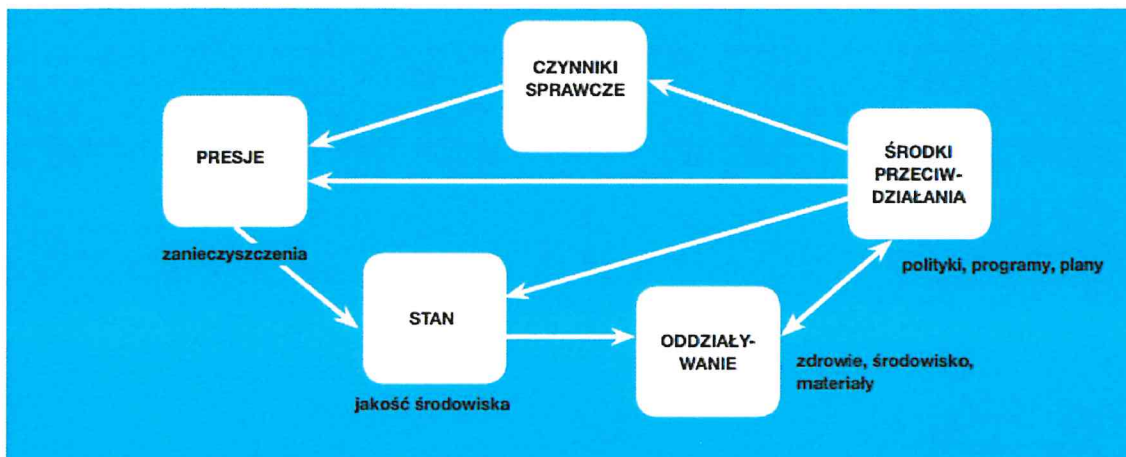 CZYNNIKI
SPRAWCZE
PRESJE
ŚRODKI
PRZECIW-
DZIAŁANIA
zanieczyszczenia
polityki, programy, plany
STAN
ODDZIAŁY-
WANIE
zdrowie, środowisko,
materiały
jakość środowiska